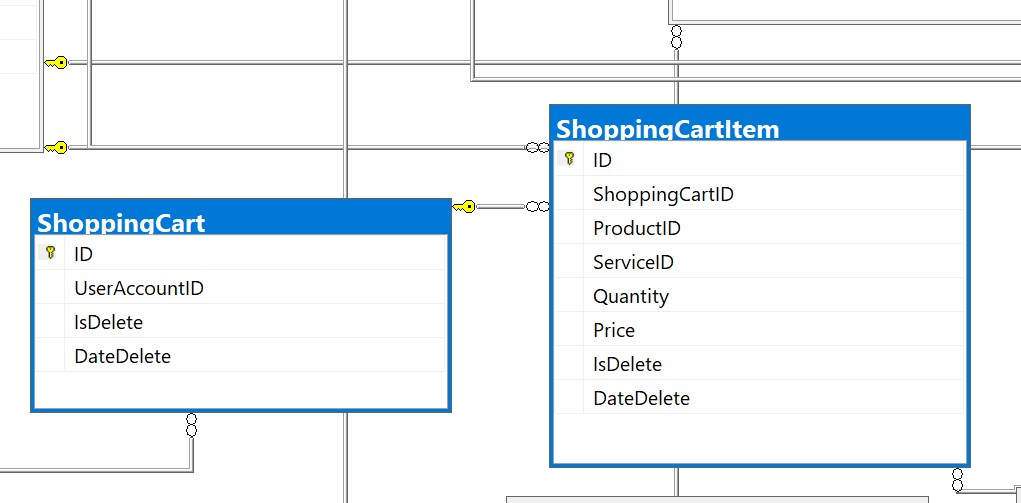 ShoppingCartItem
ID
ShoppingCartID
ProductID
ServiceID
Quantity
Price
IsDelete
DateDelete
ShoppingCart
ID
UserAccountID
IsDelete
DateDelete